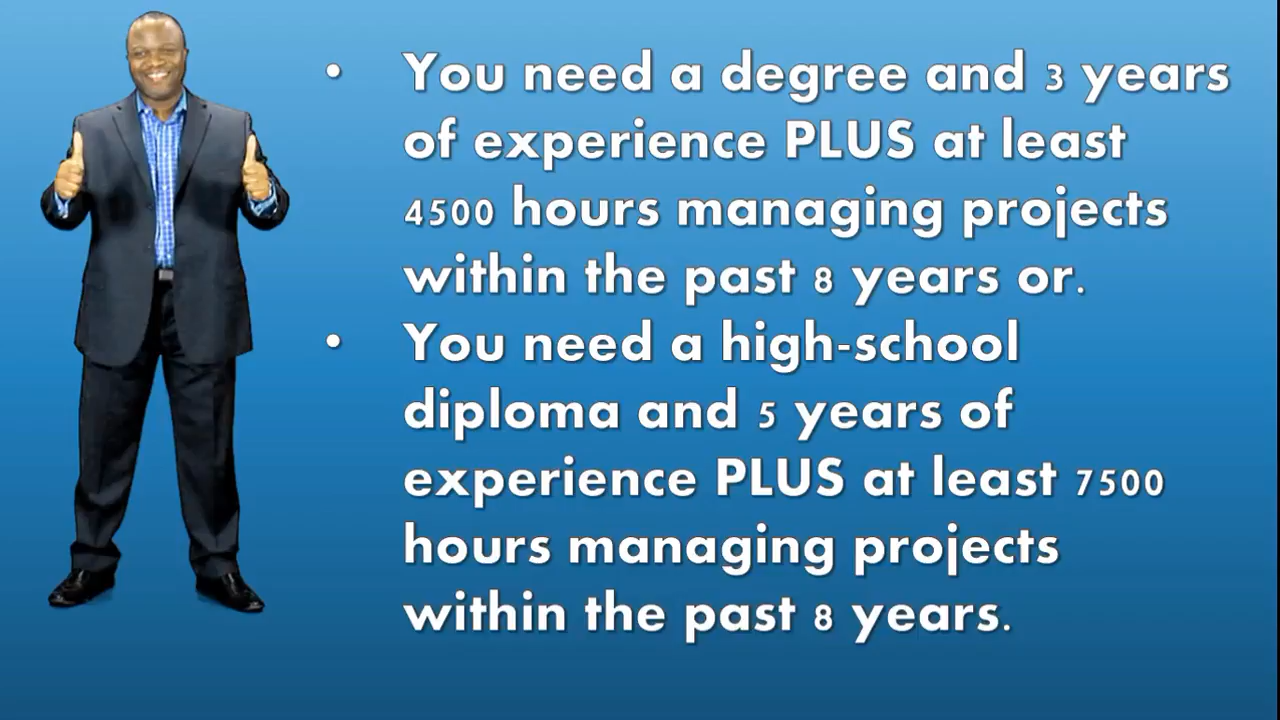 • You need a degree and 3 years
of experience PLUS at least
4500 hours managing projects
within the past 8 years or.
• You need a high-school
diploma and 5 years of
experience PLUS at least 7500
hours managing projects
within the past 8 years.